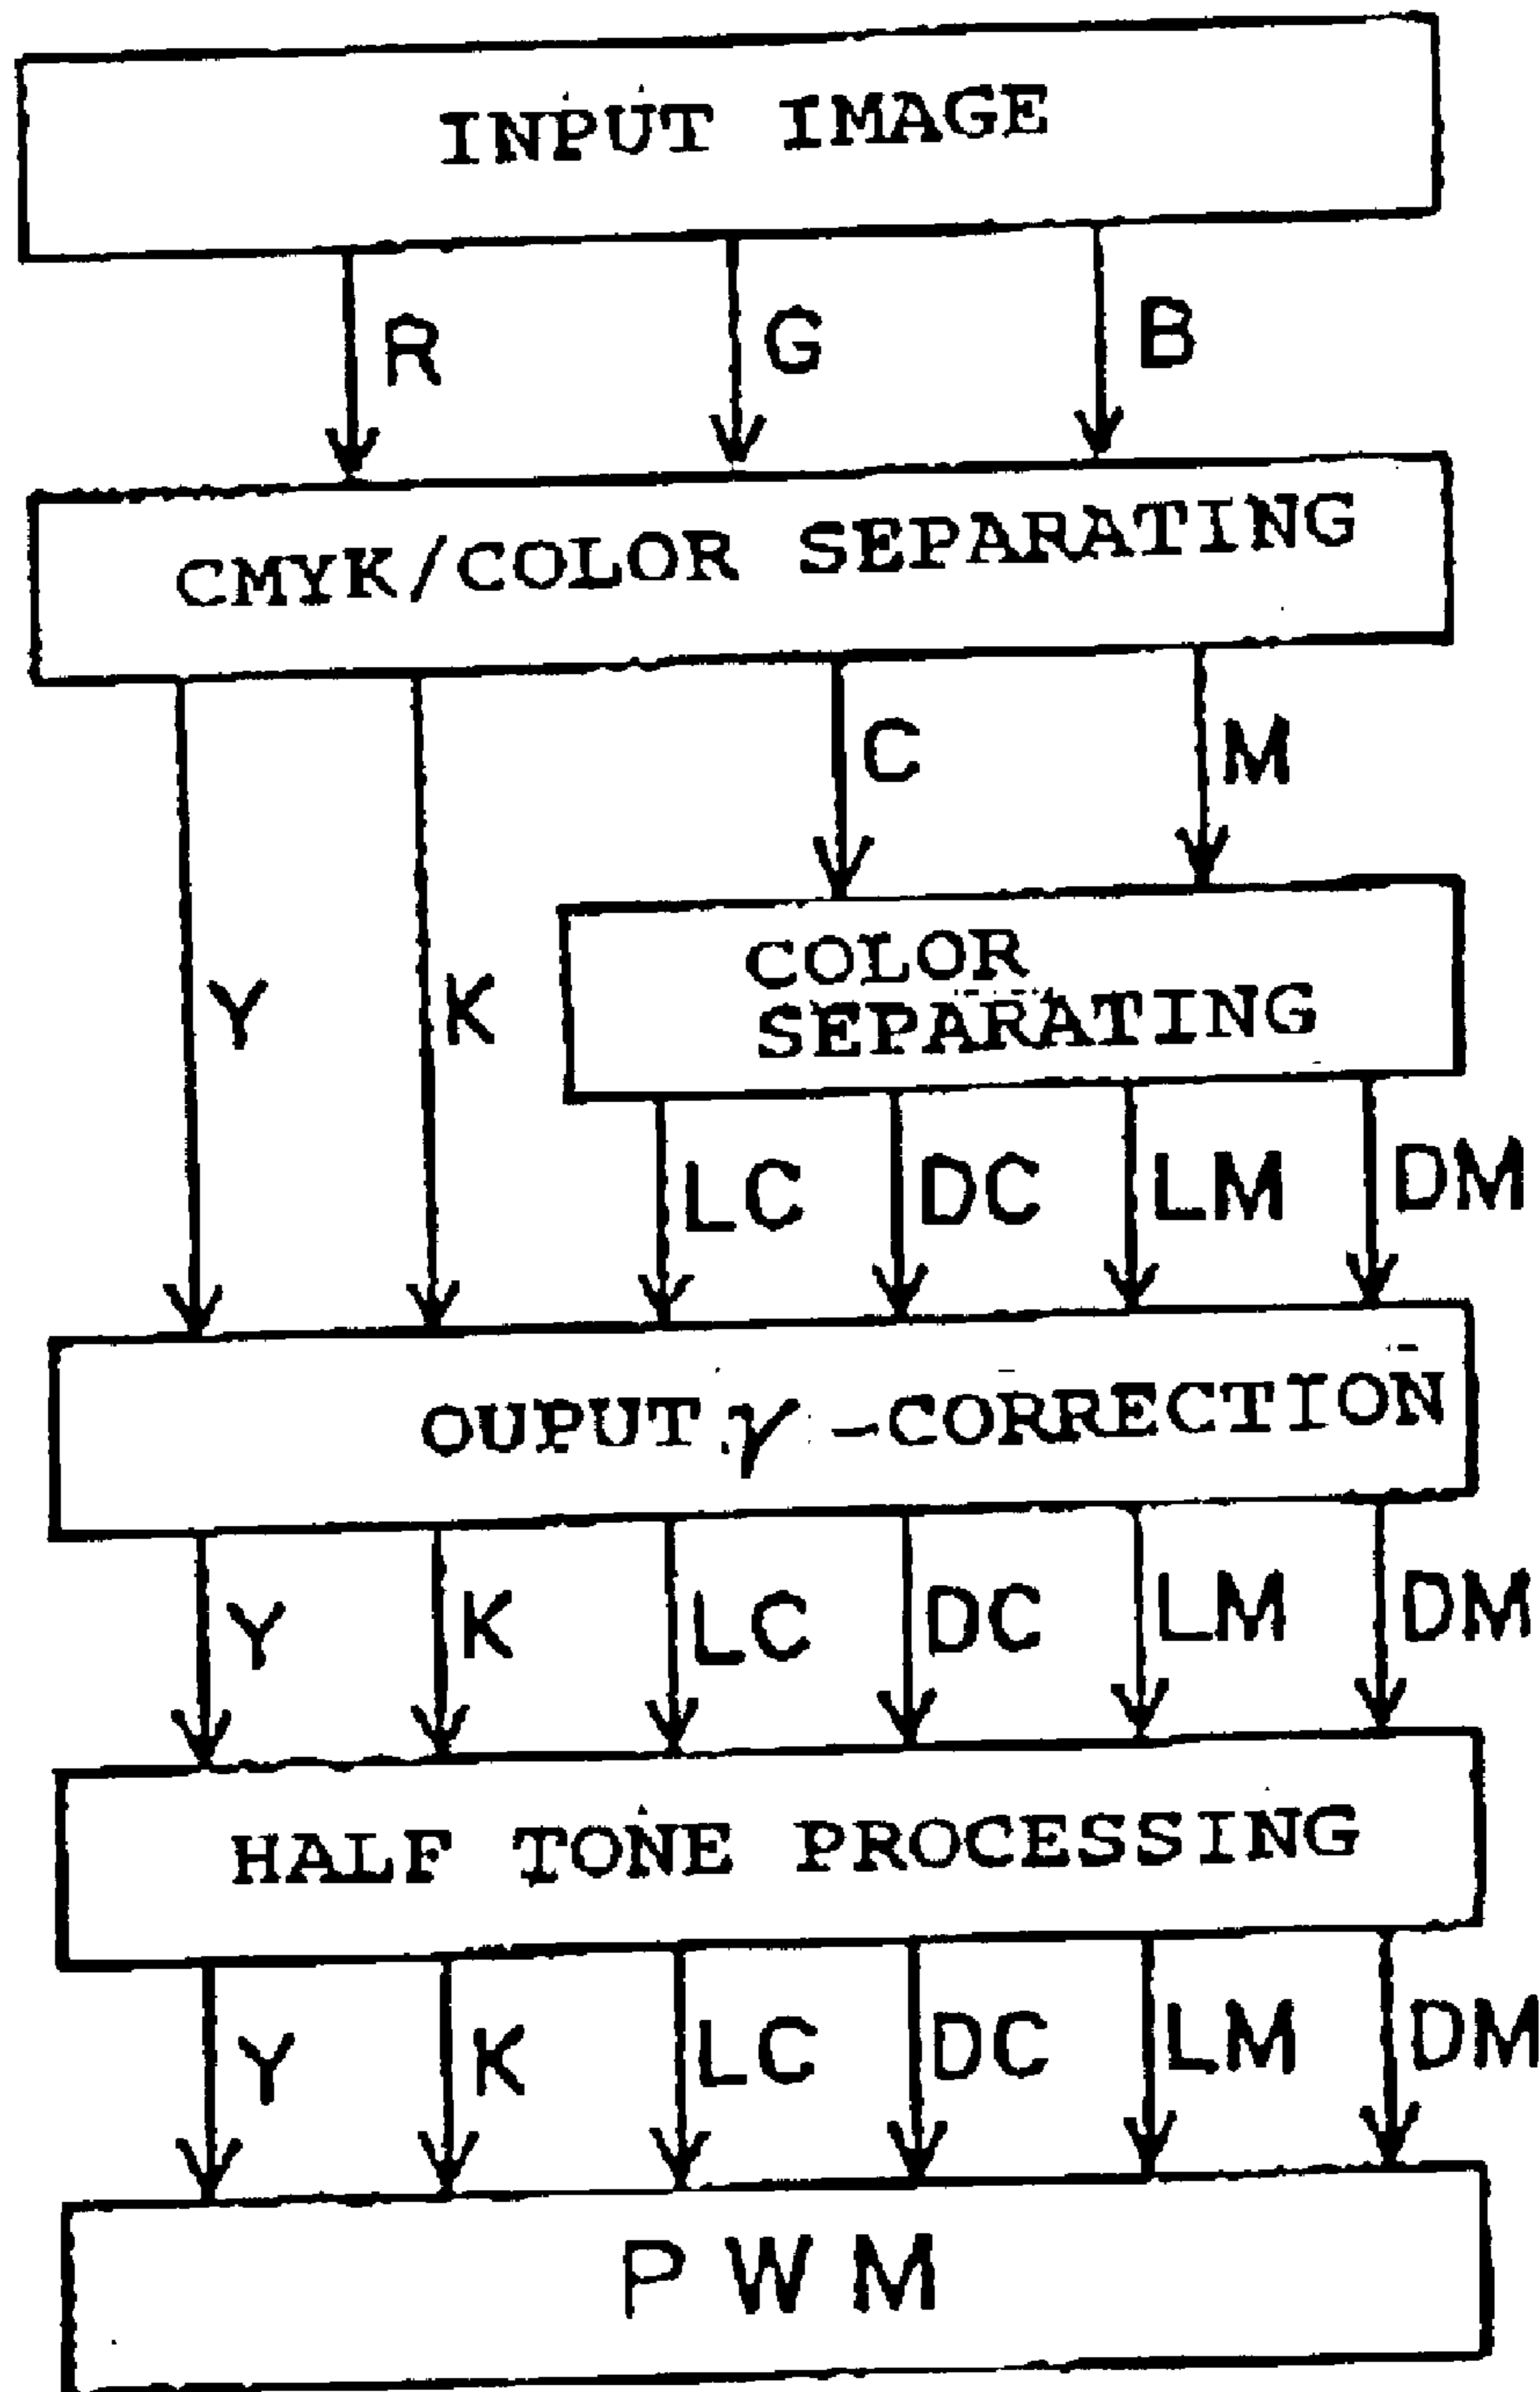 INPUT IMAGE
R G B
CMYK/COLOR SEPARATING
C M
Y K
COLOR
SEPARATING
LC DC LM DM
OUPUT γ-CORRECTION
Y K LC DC LM DM
HALF TONE PROCESSING
Y K LC DC LM DM
PWM